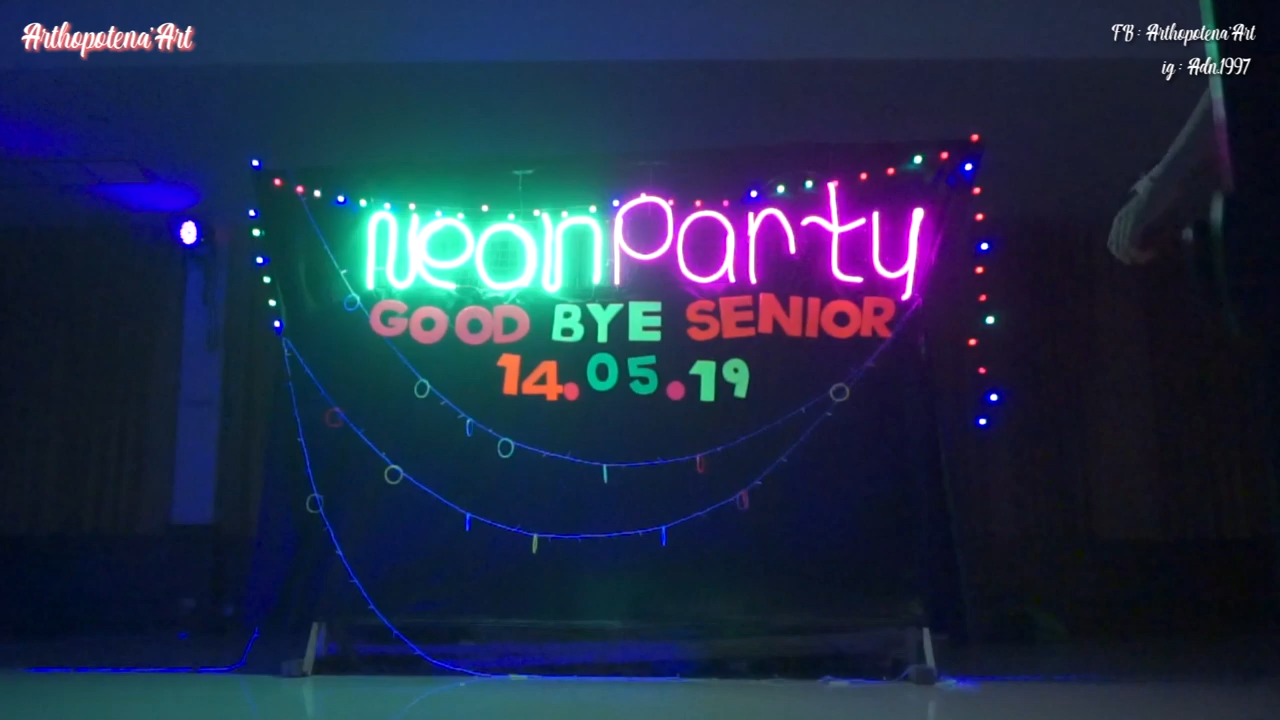 Arthopotena'Art
FB : Arthopotena'Art
ig : Adn.1997
neonparty
GOOD BYE SENIOR
14.05.19